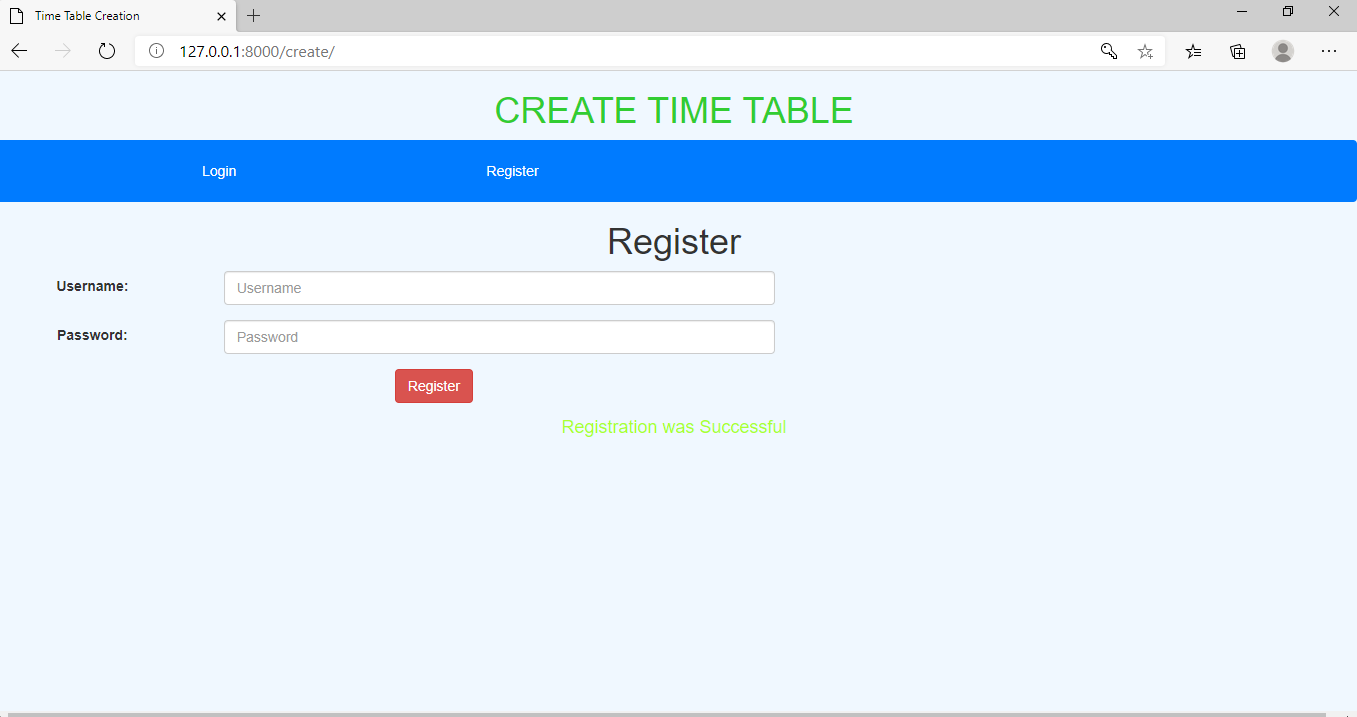 Time Table Creation
127.0.0.1:8000/create/
CREATE TIME TABLE
Login Register
Register
Username: Username
Password: Password
Register
Registration was Successful